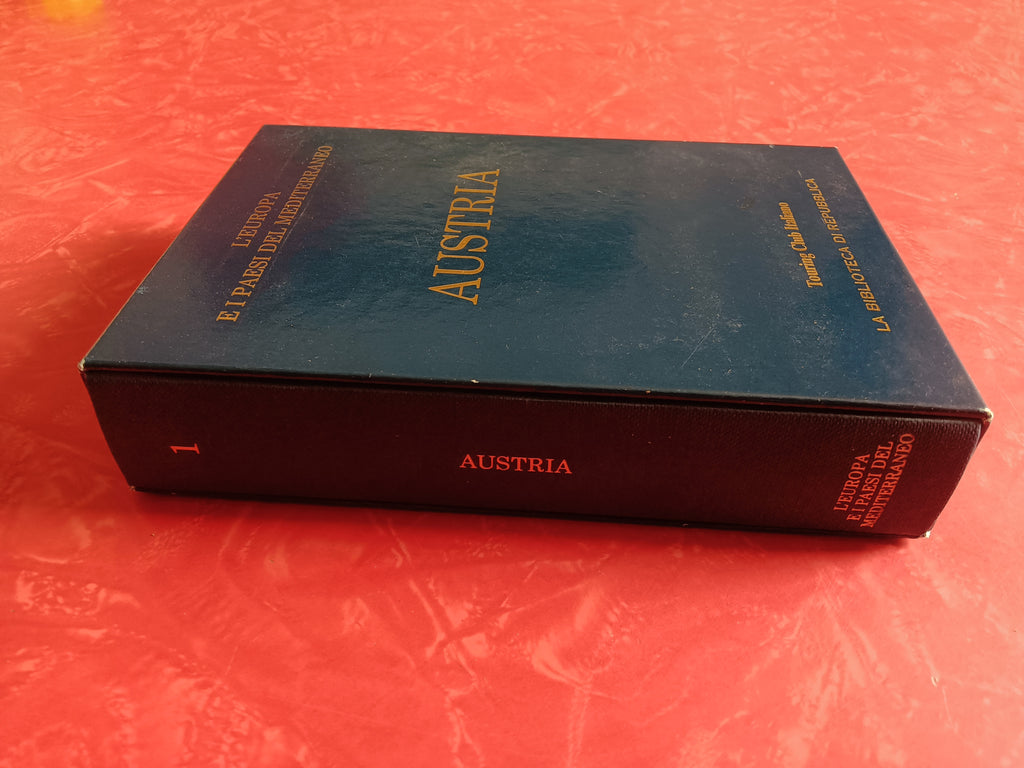 L'EUROPA
E I PAESI DEL MEDITERRANEO
AUSTRIA
Touring Club Italiano
LA BIBLIOTECA DI REPUBBLICA
1
AUSTRIA
L'EUROPA
E I PAESI DEL
MEDITERRANEO